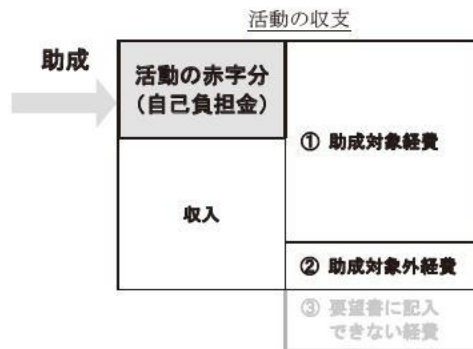 活動の収支
助成
活動の赤字分
（自己負担金）
① 助成対象経費
収入
② 助成対象外経費
③ 要望書に記入
できない経費